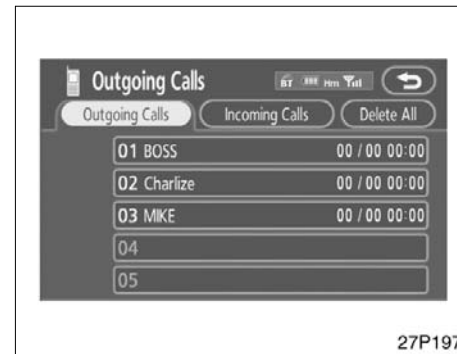 Outgoing Calls BT Hm
Outgoing Calls Incoming Calls Delete All
01 BOSS 00 / 00 00:00
02 Charlize 00 / 00 00:00
03 MIKE 00 / 00 00:00
04
05
27P197